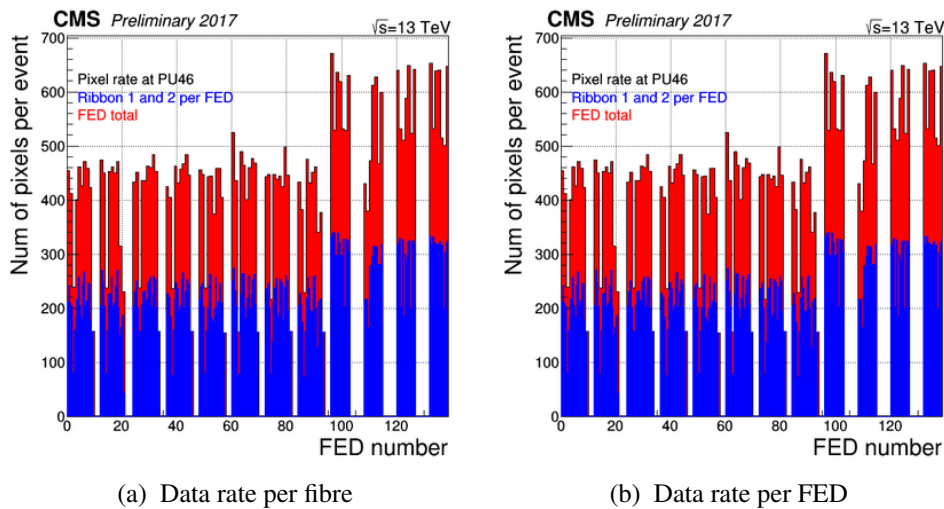 CMS Preliminary 2017
√s=13 TeV
Num of pixels per event
700
600
500
400
300
200
100
0
Pixel rate at PU46
Ribbon 1 and 2 per FED
FED total
0 20 40 60 80 100 120
FED number
(a) Data rate per fibre
CMS Preliminary 2017
√s=13 TeV
Num of pixels per event
700
600
500
400
300
200
100
0
Pixel rate at PU46
Ribbon 1 and 2 per FED
FED total
0 20 40 60 80 100 120
FED number
(b) Data rate per FED